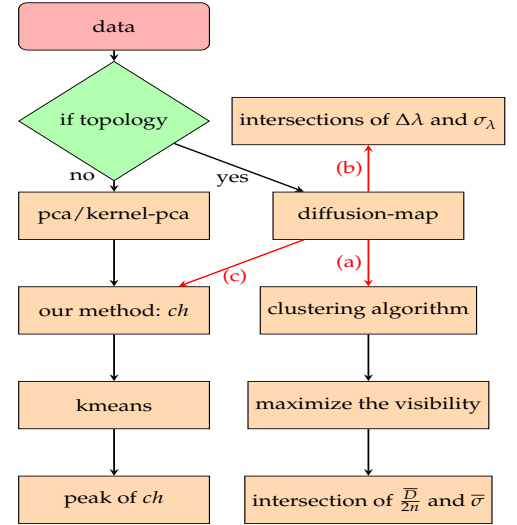 data
if topology
intersections of Δλ and σ_λ
(b)
no
yes
pca/kernel-pca
diffusion-map
(c)
(a)
our method: ch
clustering algorithm
kmeans
maximize the visibility
peak of ch
intersection of D̅/2n and σ̅